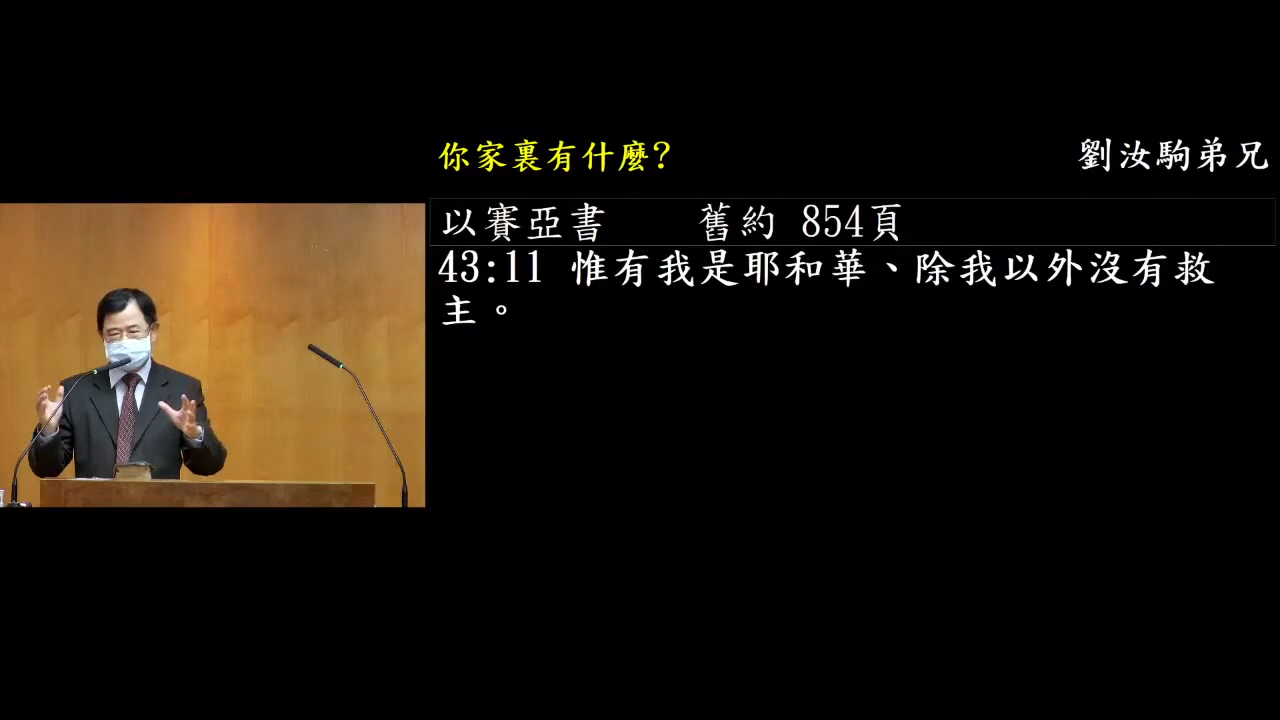 你家裏有什麼?
劉汝駒弟兄
以賽亞書 舊約 854頁
43:11 惟有我是耶和華、除我以外沒有救
主。